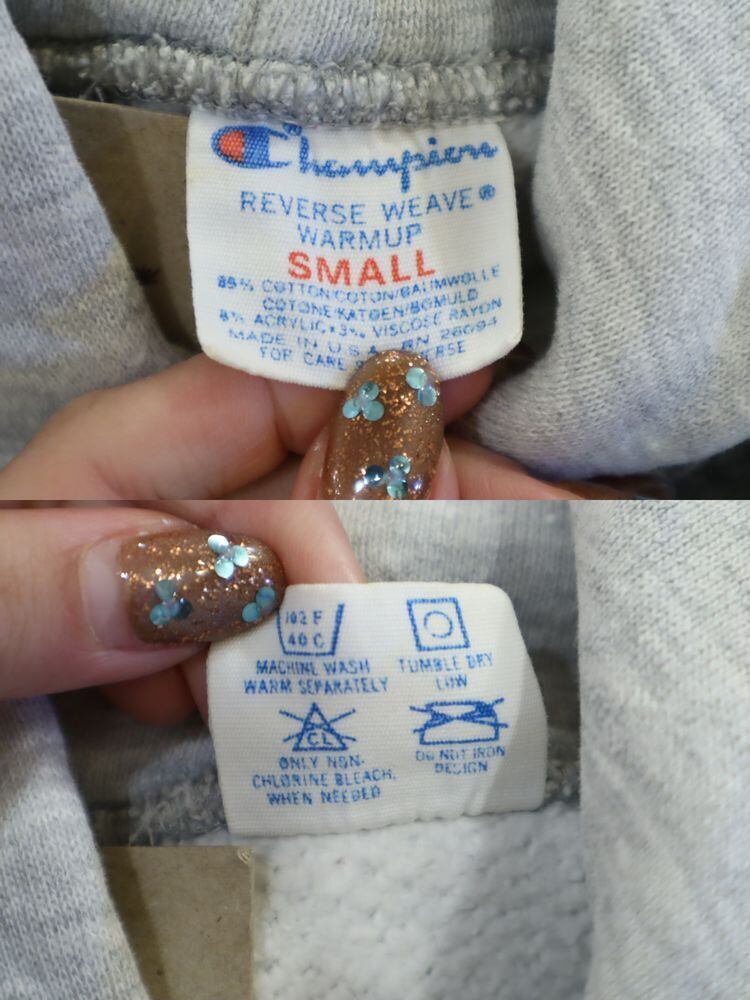 Champion
REVERSE WEAVE®
WARMUP
SMALL
89% COTTON/COTON/BAUMWOLLE
COTONE/KATOEN/BOMULD
8% ACRYLIC • 3% VISCOSE RAYON
MADE IN U.S.A. RN 26094
FOR CARE
102 F
40 C
MACHINE WASH
WARM SEPARATELY
TUMBLE DRY
LOW
CL
ONLY NON-
CHLORINE BLEACH,
WHEN NEEDED
DO NOT IRON
DESIGN